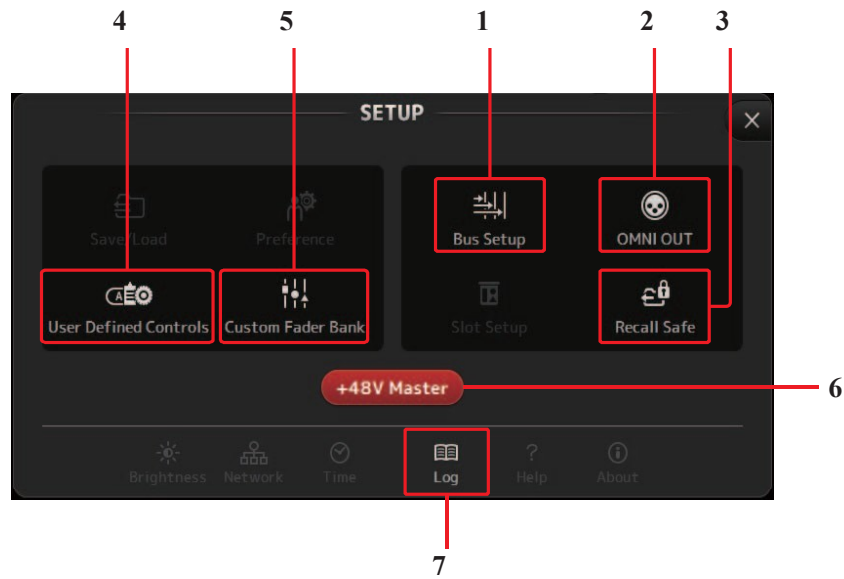 4 5 1 2 3
SETUP
Save/Load Preference Bus Setup OMNI OUT
User Defined Controls Custom Fader Bank Slot Setup Recall Safe
+48V Master 6
Brightness Network Time Log Help About
7